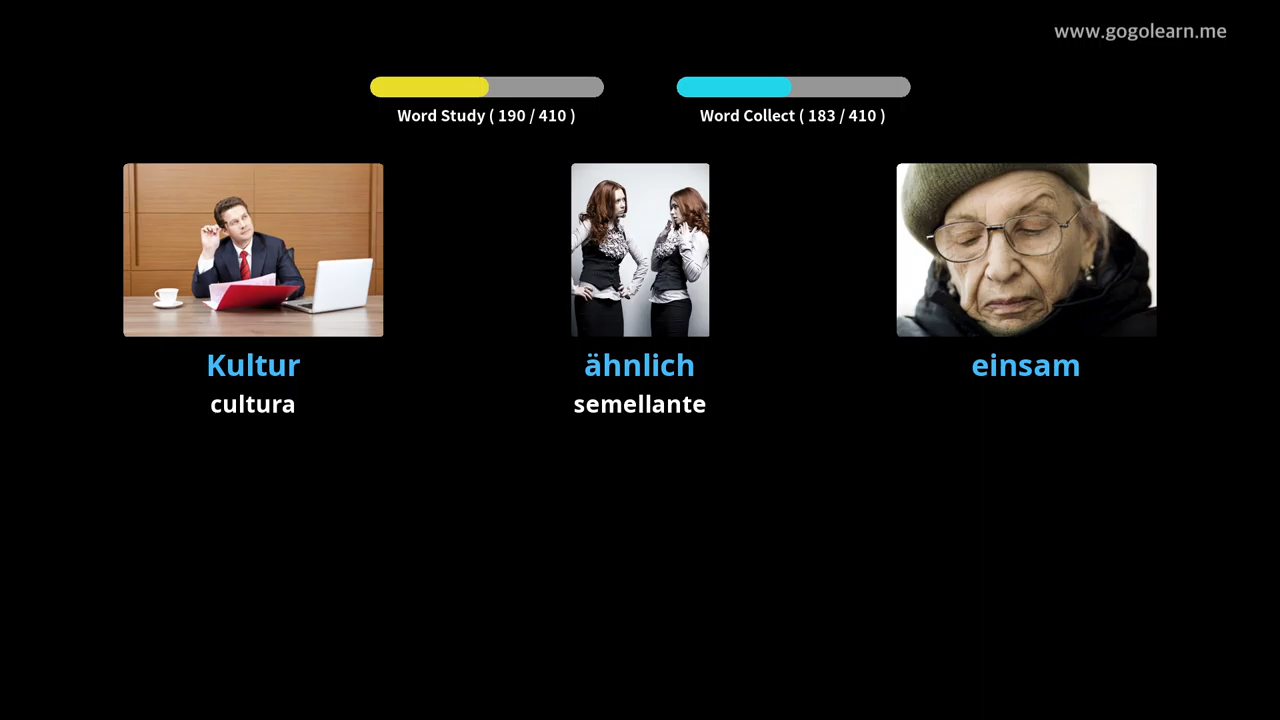 www.gogolearn.me
Word Study ( 190 / 410 )
Word Collect ( 183 / 410 )
Kultur
ähnlich
einsam
cultura
semellante